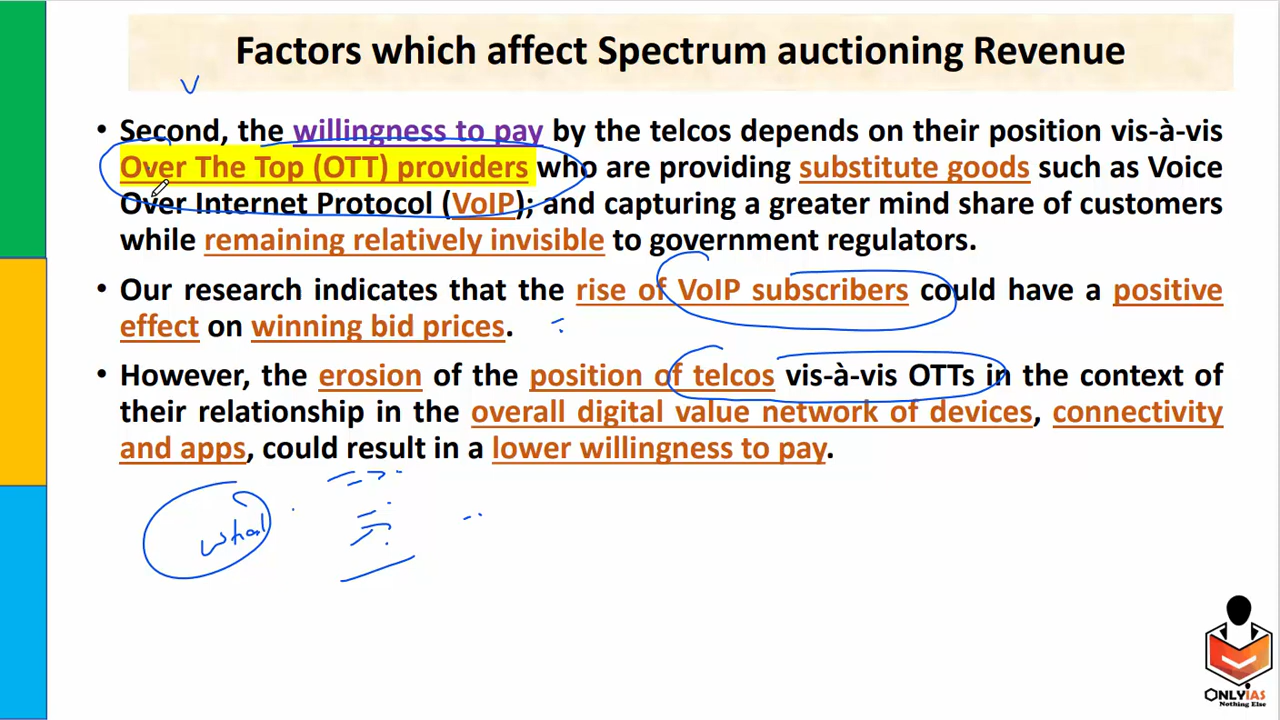 Factors which affect Spectrum auctioning Revenue
• Second, the willingness to pay by the telcos depends on their position vis-à-vis
Over The Top (OTT) providers who are providing substitute goods such as Voice
Over Internet Protocol (VoIP); and capturing a greater mind share of customers
while remaining relatively invisible to government regulators.
• Our research indicates that the rise of VoIP subscribers could have a positive
effect on winning bid prices.
• However, the erosion of the position of telcos vis-à-vis OTTs in the context of
their relationship in the overall digital value network of devices, connectivity
and apps, could result in a lower willingness to pay.
ONLYIAS
Nothing Else